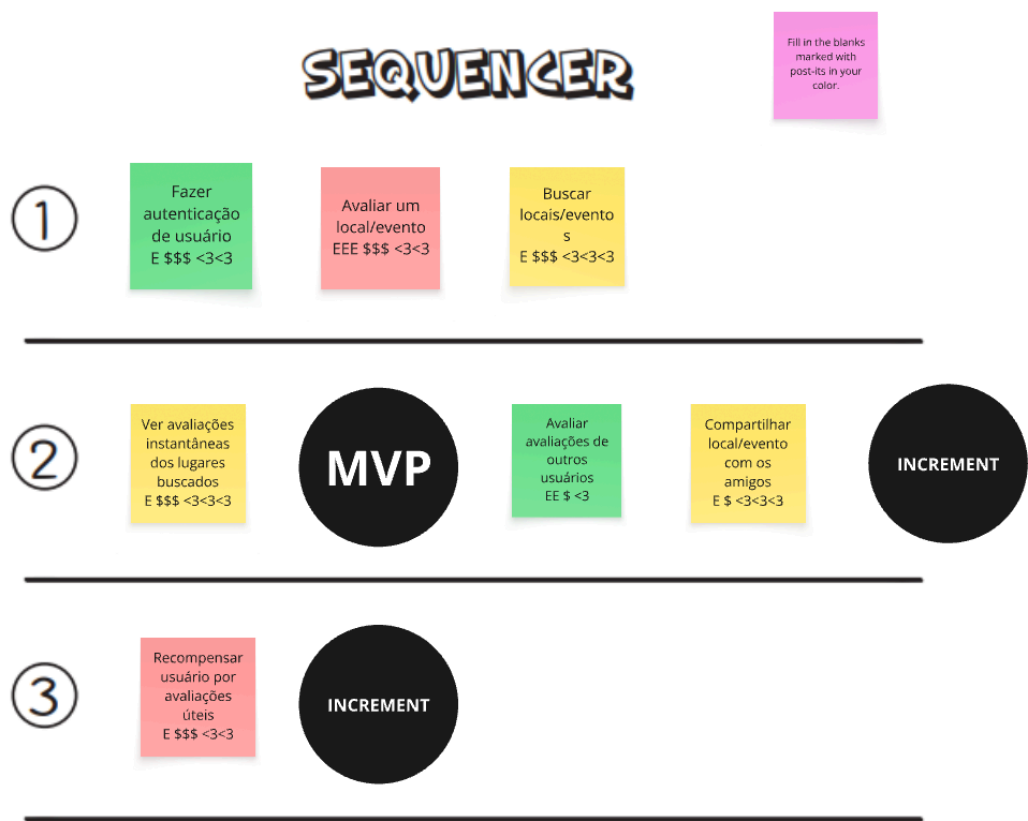 SEQUENCER
Fill in the blanks
marked with
post-its in your
color.
1
Fazer
autenticação
de usuário
E $$$ <3<3
Avaliar um
local/evento
EEE $$$ <3<3
Buscar
locais/evento
s
E $$$ <3<3<3
2
Ver avaliações
instantâneas
dos lugares
buscados
E $$$ <3<3<3
MVP
Avaliar
avaliações de
outros
usuários
EE $ <3
Compartilhar
local/evento
com os
amigos
E $ <3<3<3
INCREMENT
3
Recompensar
usuário por
avaliações
úteis
E $$$ <3<3
INCREMENT